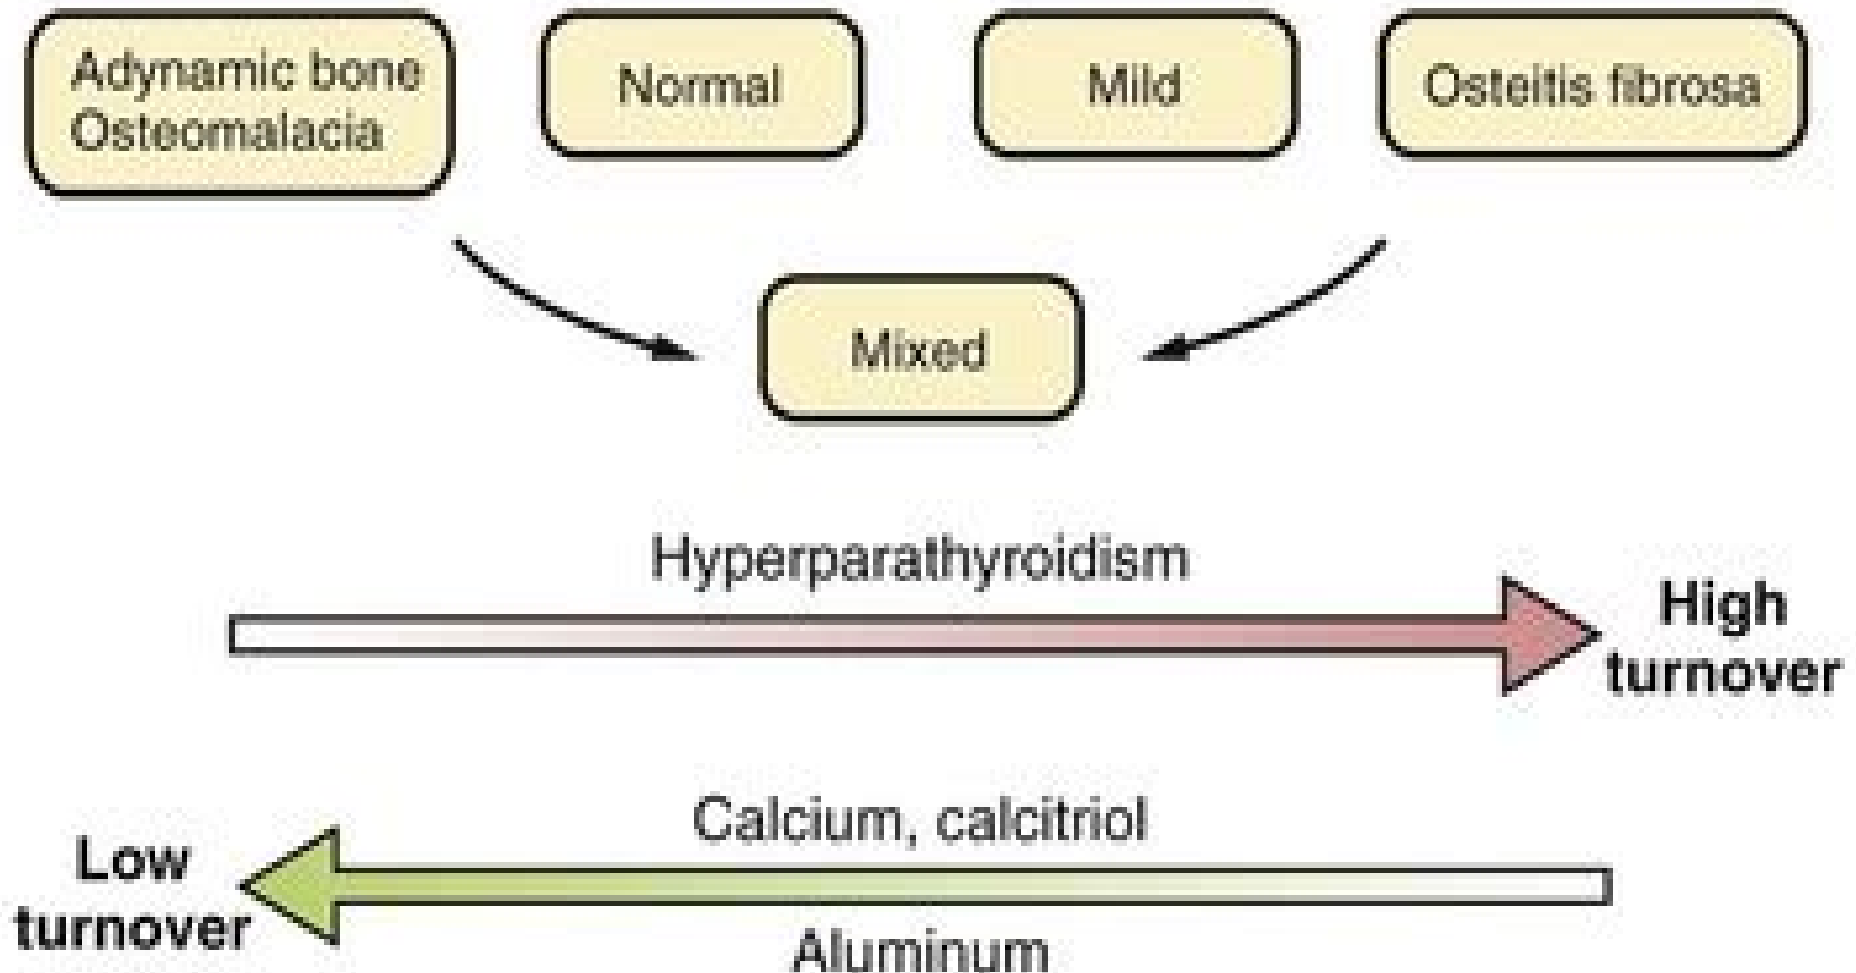 Adynamic bone
Osteomalacia
Normal
Mild
Osteitis fibrosa
Mixed
Hyperparathyroidism
High
turnover
Calcium, calcitriol
Low
turnover
Aluminum